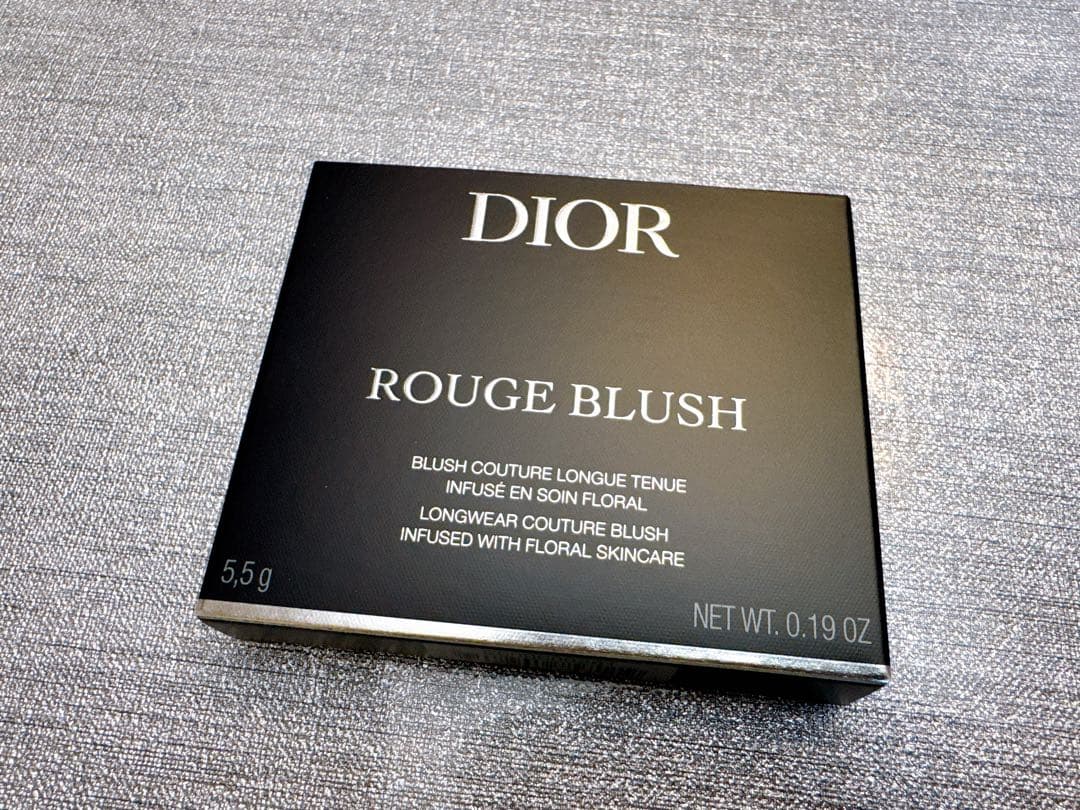 DIOR
ROUGE BLUSH
BLUSH COUTURE LONGUE TENUE
INFUSÉ EN SOIN FLORAL
LONGWEAR COUTURE BLUSH
INFUSED WITH FLORAL SKINCARE
5,5 g
NET WT. 0.19 OZ